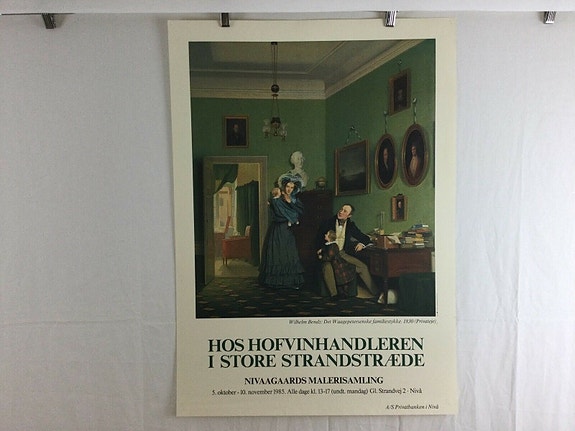 Wilhelm Bendz: Det Waagepetersenske familiestykke. 1830 (Privateje).
HOS HOFVINHANDLEREN
I STORE STRANDSTRÆDE
NIVAAGAARDS MALERISAMLING
5. oktober - 10. november 1985. Alle dage kl. 13-17 (undt. mandag) Gl. Strandvej 2 · Nivå
A/S Privatbanken i Nivå